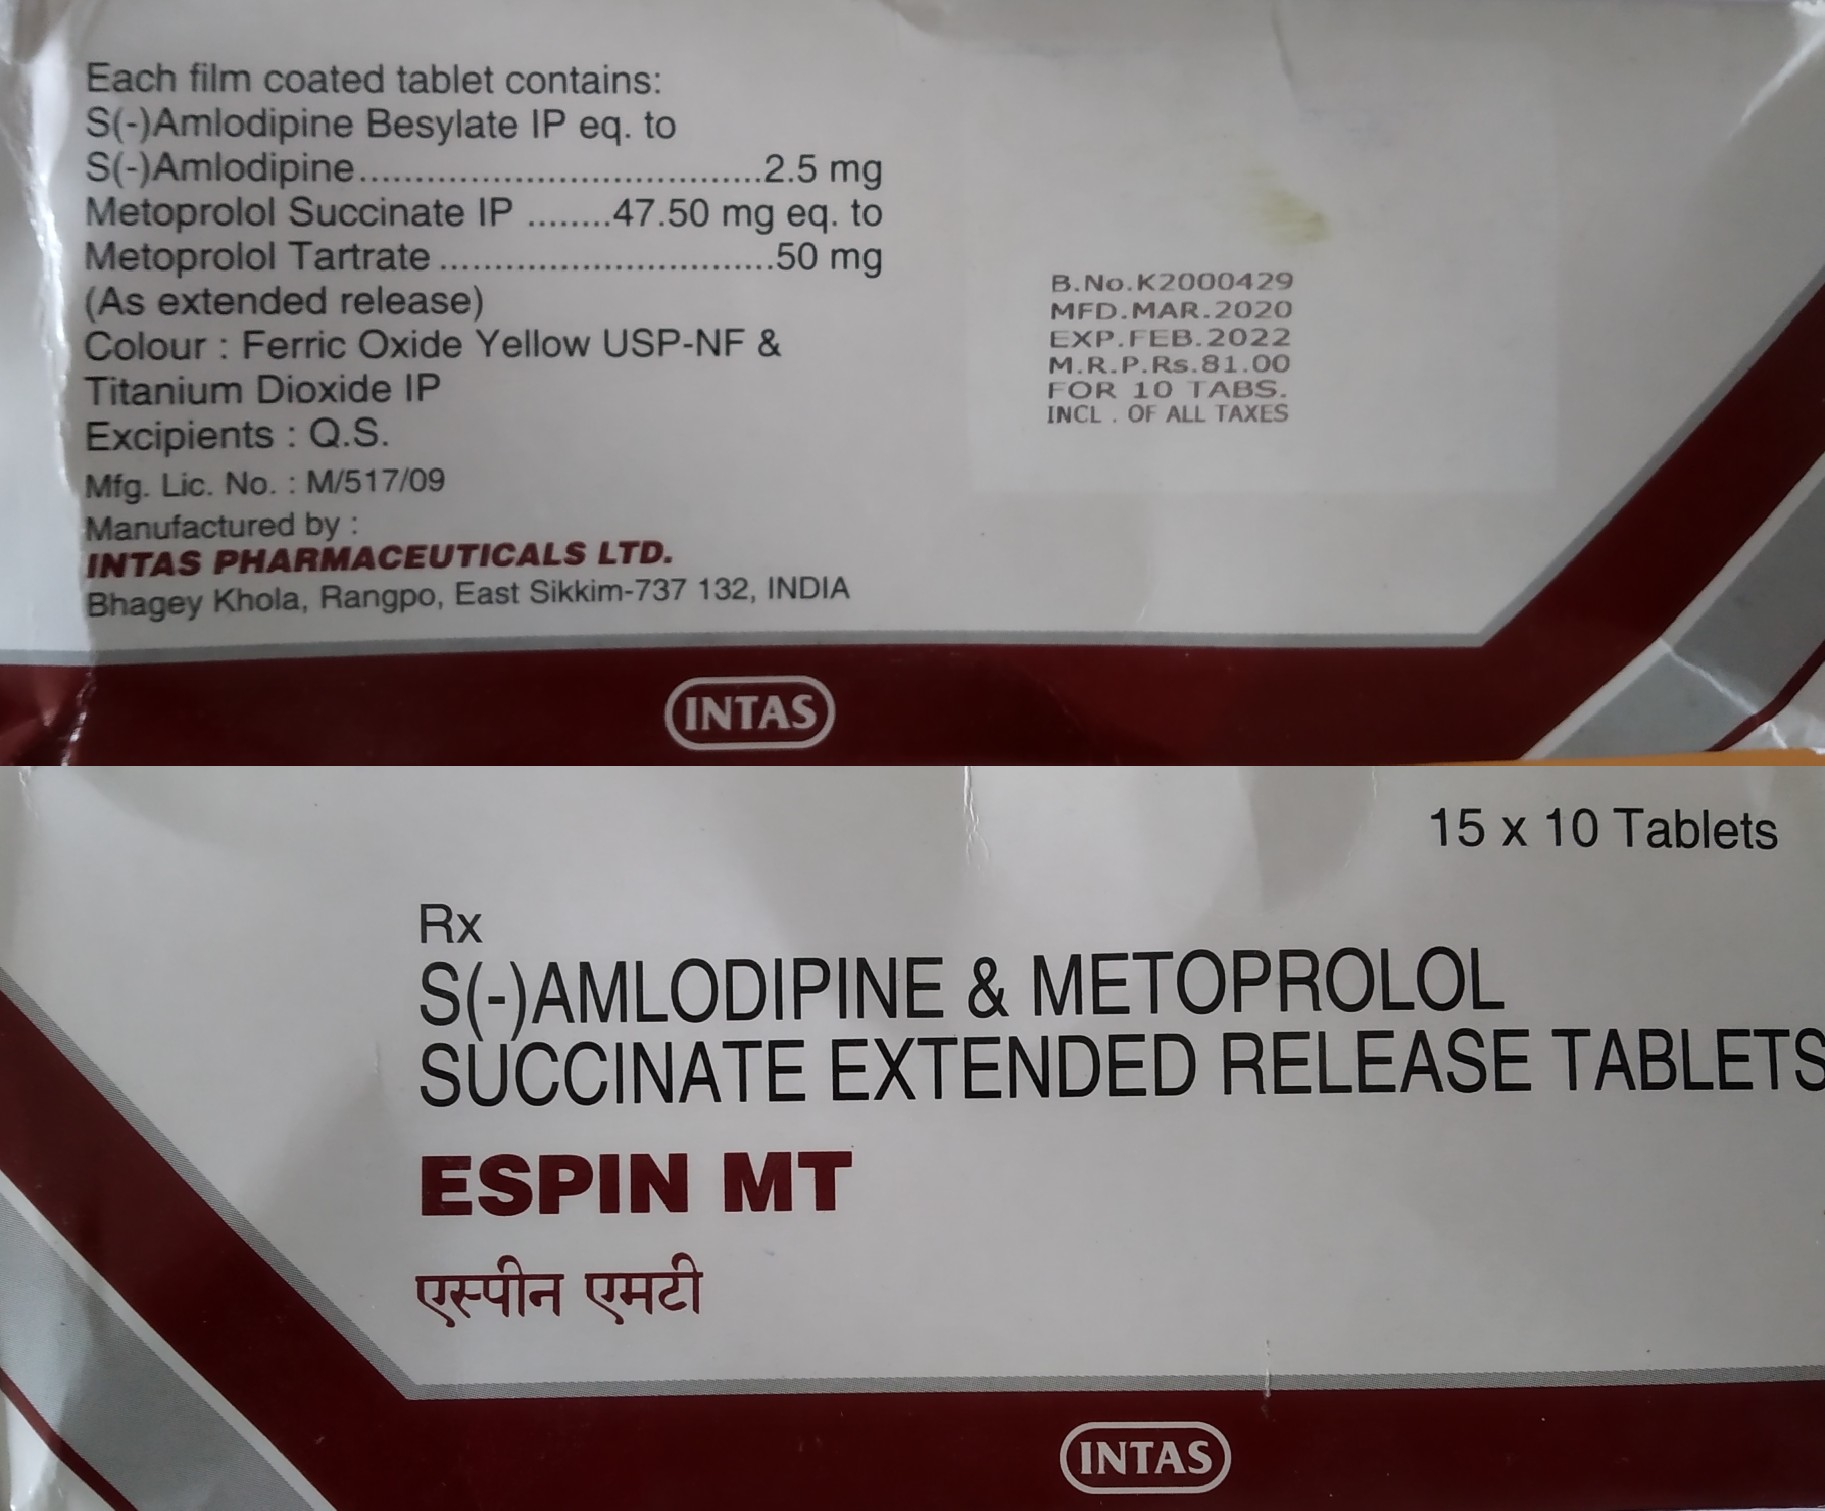 Each film coated tablet contains:
S(-)Amlodipine Besylate IP eq. to
S(-)Amlodipine....................................2.5 mg
Metoprolol Succinate IP ........47.50 mg eq. to
Metoprolol Tartrate ..............................50 mg
(As extended release)
Colour : Ferric Oxide Yellow USP-NF &
Titanium Dioxide IP
Excipients : Q.S.
Mfg. Lic. No. : M/517/09
Manufactured by :
INTAS PHARMACEUTICALS LTD.
Bhagey Khola, Rangpo, East Sikkim-737 132, INDIA
B.No.K2000429
MFD.MAR.2020
EXP.FEB.2022
M.R.P.Rs.81.00
FOR 10 TABS.
INCL . OF ALL TAXES
INTAS
15 x 10 Tablets
Rx
S(-)AMLODIPINE & METOPROLOL
SUCCINATE EXTENDED RELEASE TABLETS
ESPIN MT
एस्पीन एमटी
INTAS